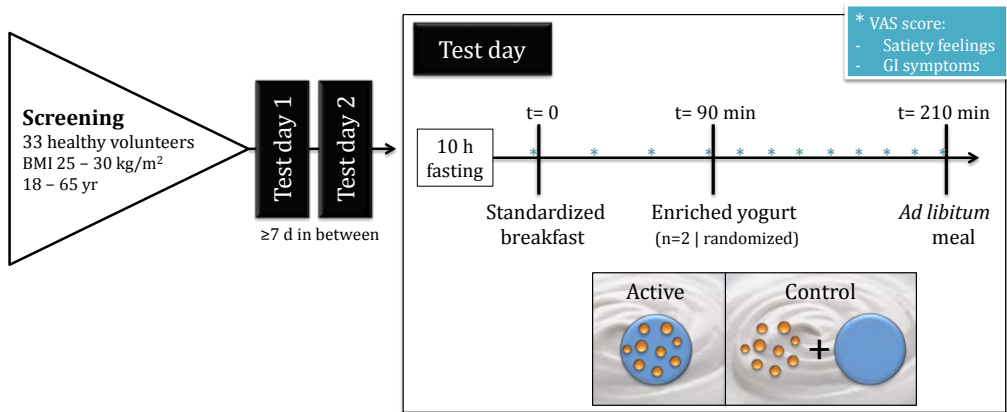 Screening
33 healthy volunteers
BMI 25 – 30 kg/m²
18 – 65 yr
Test day 1
Test day 2
≥7 d in between
Test day
* VAS score:
- Satiety feelings
- GI symptoms
t= 0
t= 90 min
t= 210 min
10 h
fasting
* * * * * * * * * * * *
Standardized
breakfast
Enriched yogurt
(n=2 | randomized)
Ad libitum
meal
Active
Control
+